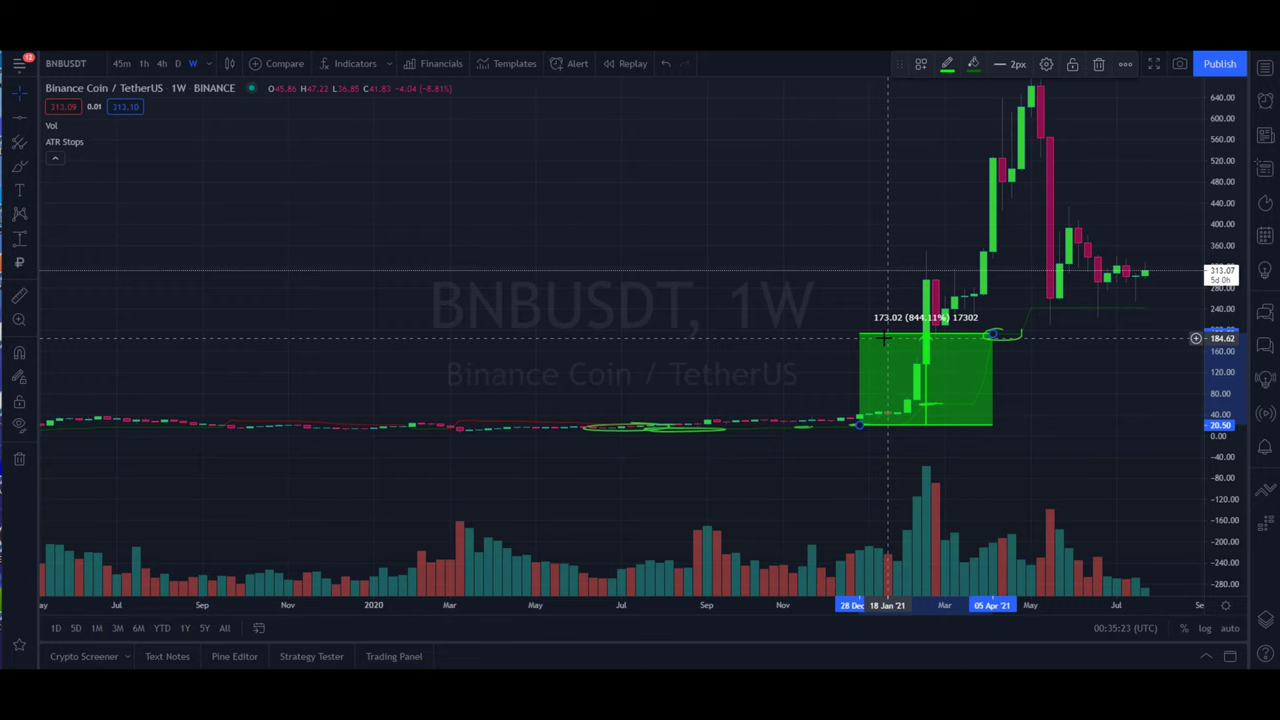 BNBUSDT 45m 1h 4h D W Compare Indicators Financials Templates Alert Replay 2px Publish
12
Binance Coin / TetherUS · 1W · BINANCE O45.86 H47.22 L36.85 C41.83 -4.04 (-8.81%)
313.09 0.01 313.10
Vol
ATR Stops
640.00
600.00
560.00
520.00
480.00
440.00
400.00
360.00
313.07
5d 0h
280.00
240.00
184.62
160.00
120.00
80.00
40.00
20.50
0.00
-40.00
-80.00
-120.00
-160.00
-200.00
-240.00
-280.00
BNBUSDT, 1W
Binance Coin / TetherUS
173.02 (844.11%) 17302
Jul Sep Nov 2020 Mar May Jul Sep Nov 28 Dec 18 Jan '21 Mar 05 Apr '21 May Jul
1D 5D 1M 3M 6M YTD 1Y 5Y All 00:35:23 (UTC) % log auto
Crypto Screener Text Notes Pine Editor Strategy Tester Trading Panel